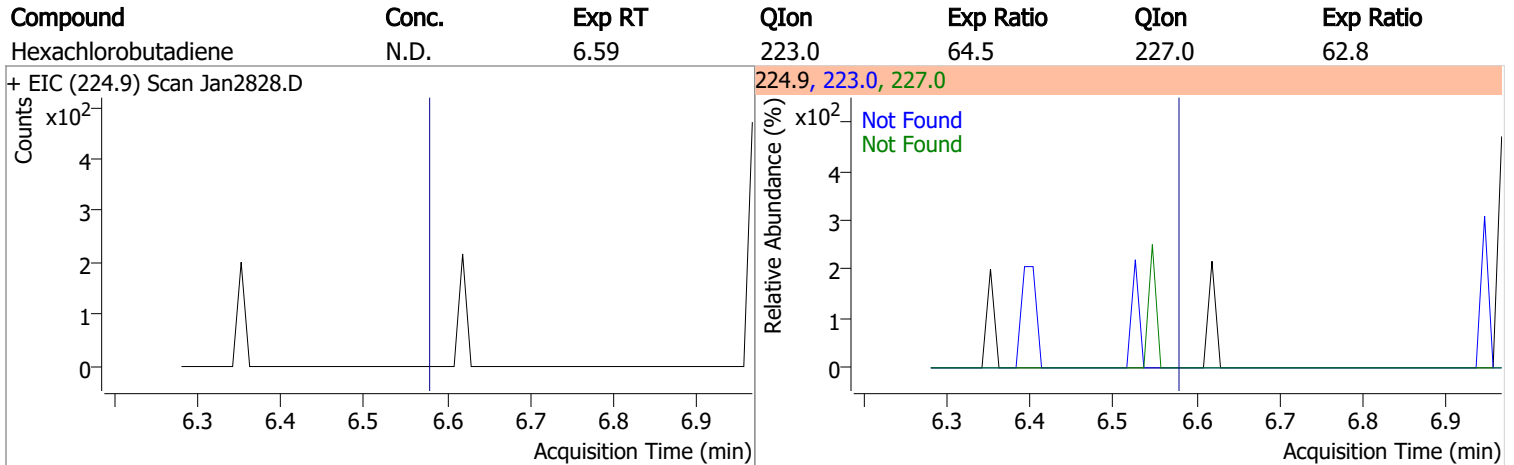 Compound Conc. Exp RT QIon Exp Ratio QIon Exp Ratio
Hexachlorobutadiene N.D. 6.59 223.0 64.5 227.0 62.8
+ EIC (224.9) Scan Jan2828.D
Counts
x10²
4
3
2
1
0
6.3 6.4 6.5 6.6 6.7 6.8 6.9
Acquisition Time (min)
224.9, 223.0, 227.0
Relative Abundance (%)
x10²
Not Found
Not Found
4
3
2
1
0
6.3 6.4 6.5 6.6 6.7 6.8 6.9
Acquisition Time (min)